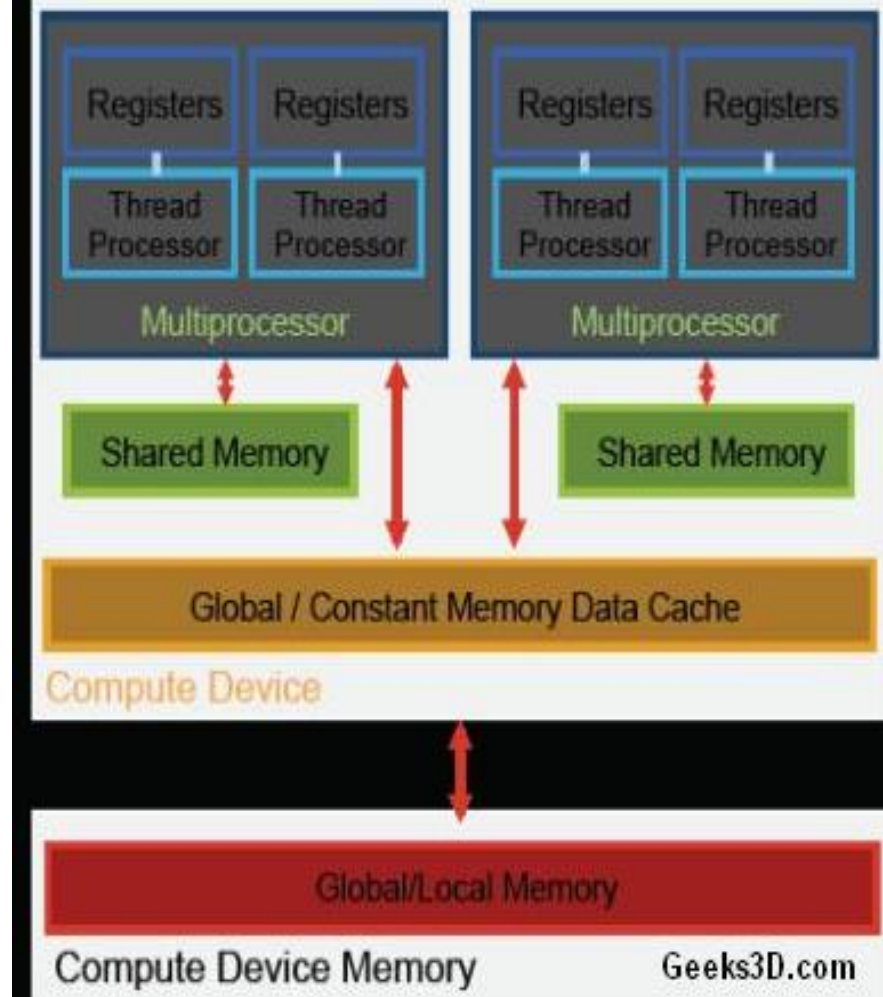 Registers Registers Registers Registers
Thread Processor Thread Processor Thread Processor Thread Processor
Multiprocessor Multiprocessor
Shared Memory Shared Memory
Global / Constant Memory Data Cache
Compute Device
Global/Local Memory
Compute Device Memory Geeks3D.com